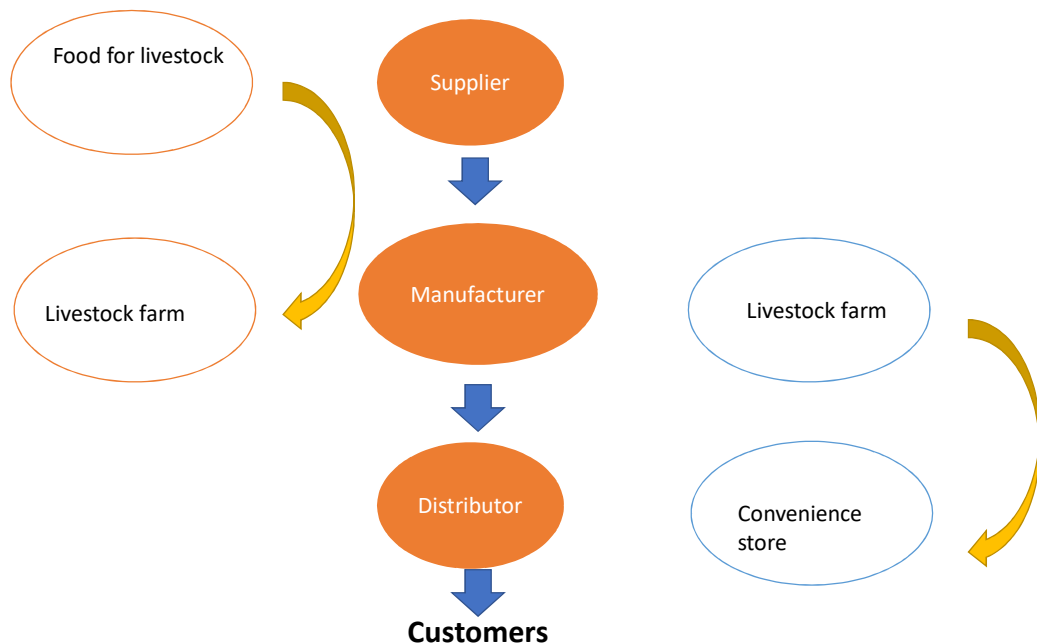 Food for livestock
Supplier
Livestock farm
Manufacturer
Livestock farm
Distributor
Convenience
store
Customers